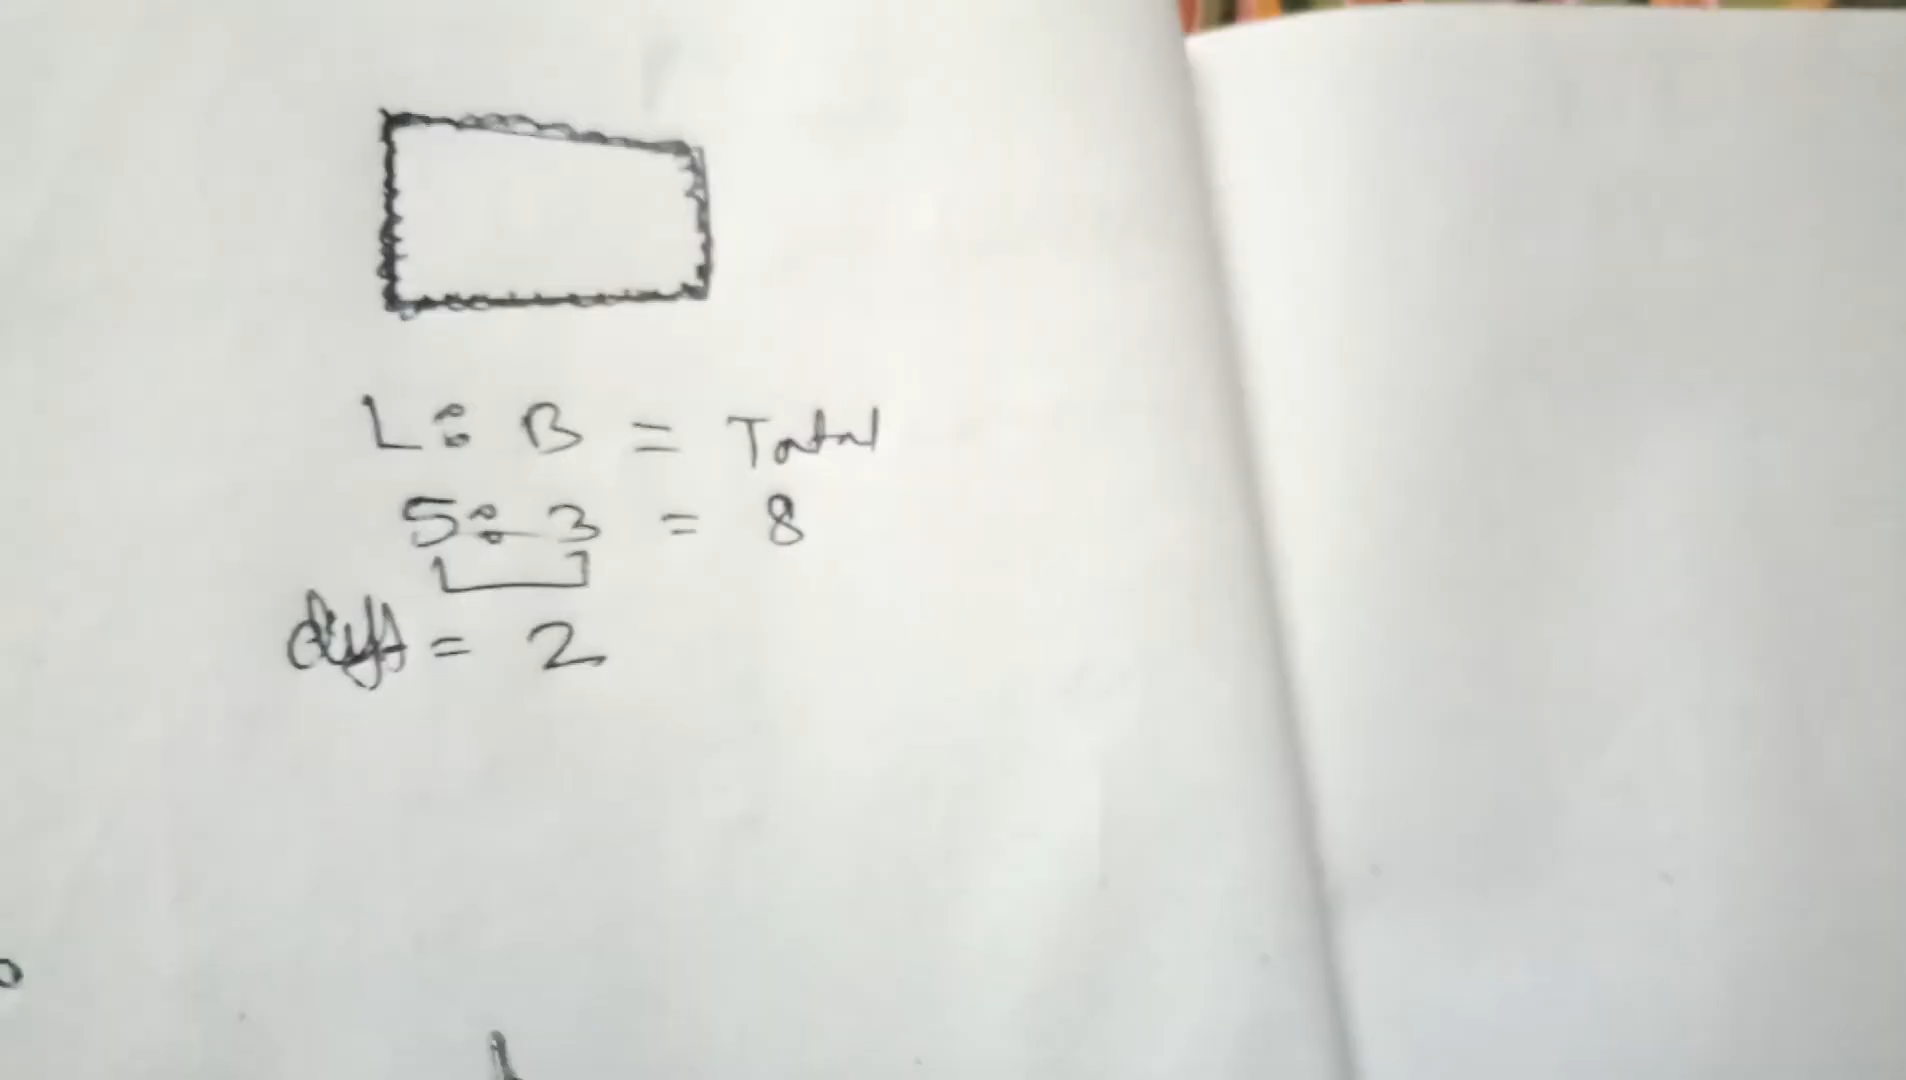 L : B = Total
5 : 3 = 8
diff = 2